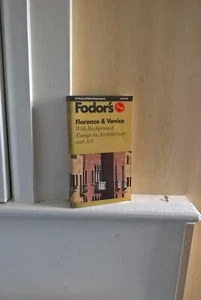 Fodor's
Florence & Venice
With Background
Essays on Architecture
and Art